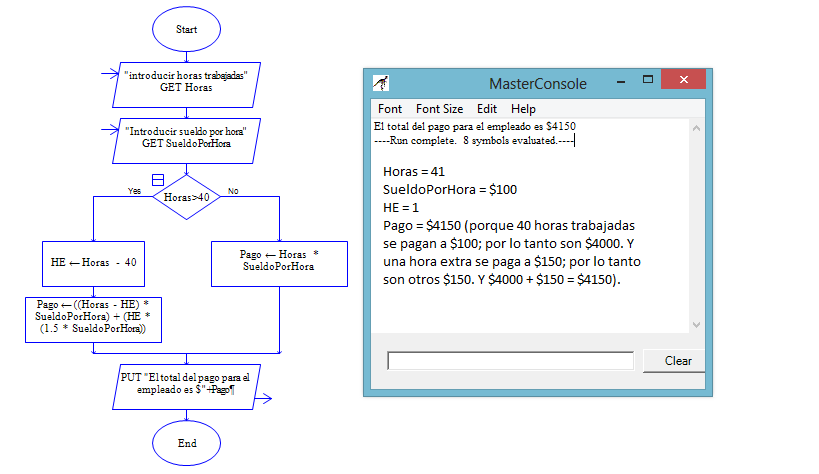 Start
"introducir horas trabajadas"
GET Horas
"Introducir sueldo por hora"
GET SueldoPorHora
Yes
Horas>40
No
HE ← Horas - 40
Pago ← Horas *
SueldoPorHora
Pago ← ((Horas - HE) *
SueldoPorHora) + (HE *
(1.5 * SueldoPorHora))
PUT "El total del pago para el
empleado es $"+Pago¶
End
MasterConsole
Font Font Size Edit Help
El total del pago para el empleado es $4150
----Run complete. 8 symbols evaluated.----
Horas = 41
SueldoPorHora = $100
HE = 1
Pago = $4150 (porque 40 horas trabajadas
se pagan a $100; por lo tanto son $4000. Y
una hora extra se paga a $150; por lo tanto
son otros $150. Y $4000 + $150 = $4150).
Clear